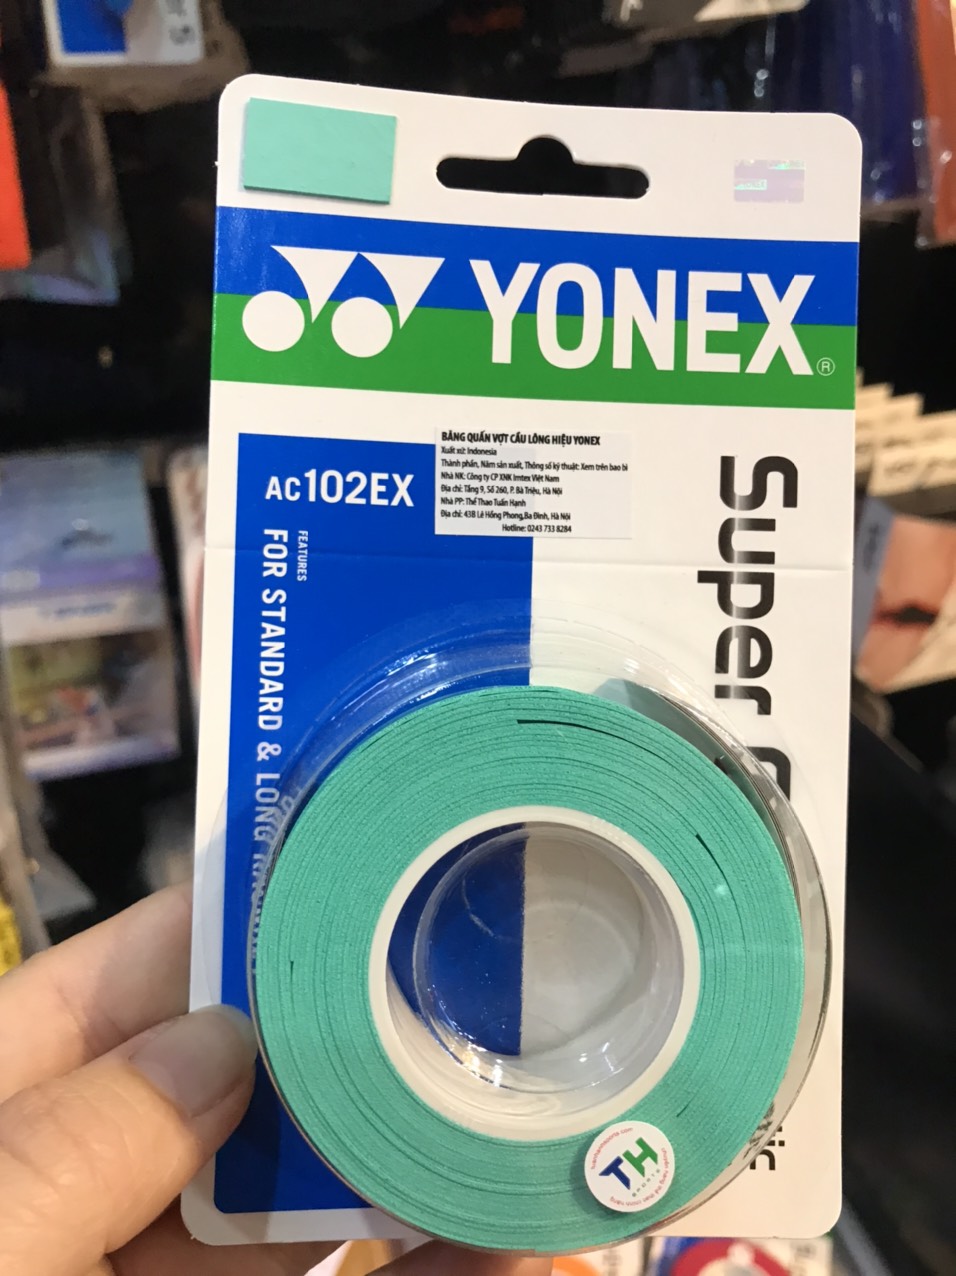 YONEX®
BĂNG QUẤN VỢT CẦU LÔNG HIỆU YONEX
Xuất xứ: Indonesia
Thành phần, Năm sản xuất, Thông số kỹ thuật: Xem trên bao bì
Nhà NK: Công ty CP XNK Imtex Việt Nam
Địa chỉ: Tầng 9, Số 260, P. Bà Triệu, Hà Nội
Nhà PP: Thể Thao Tuấn Hạnh
Địa chỉ: 43B Lê Hồng Phong,Ba Đình, Hà Nội
Hotline: 0243 733 8284
AC102EX
FEATURES
FOR STANDARD & LONG
Super
TH
SPORTS